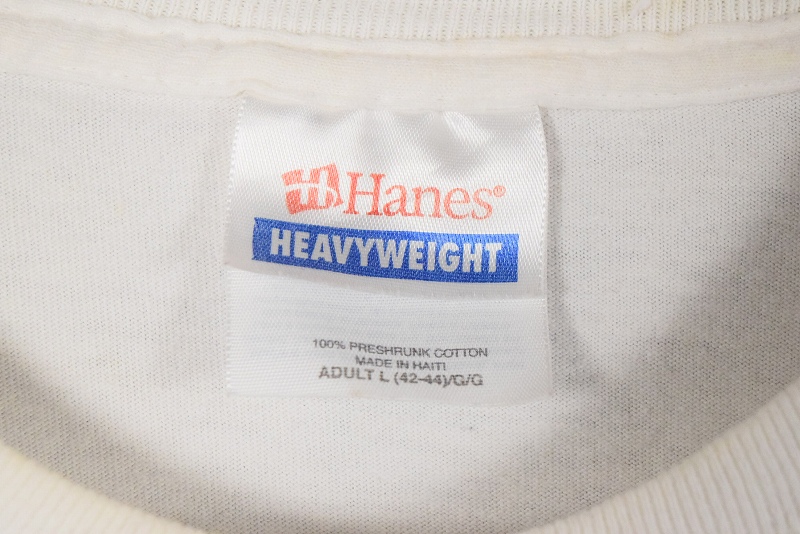 Hanes®
HEAVYWEIGHT
100% PRESHRUNK COTTON
MADE IN HAITI
ADULT L (42-44)/G/G